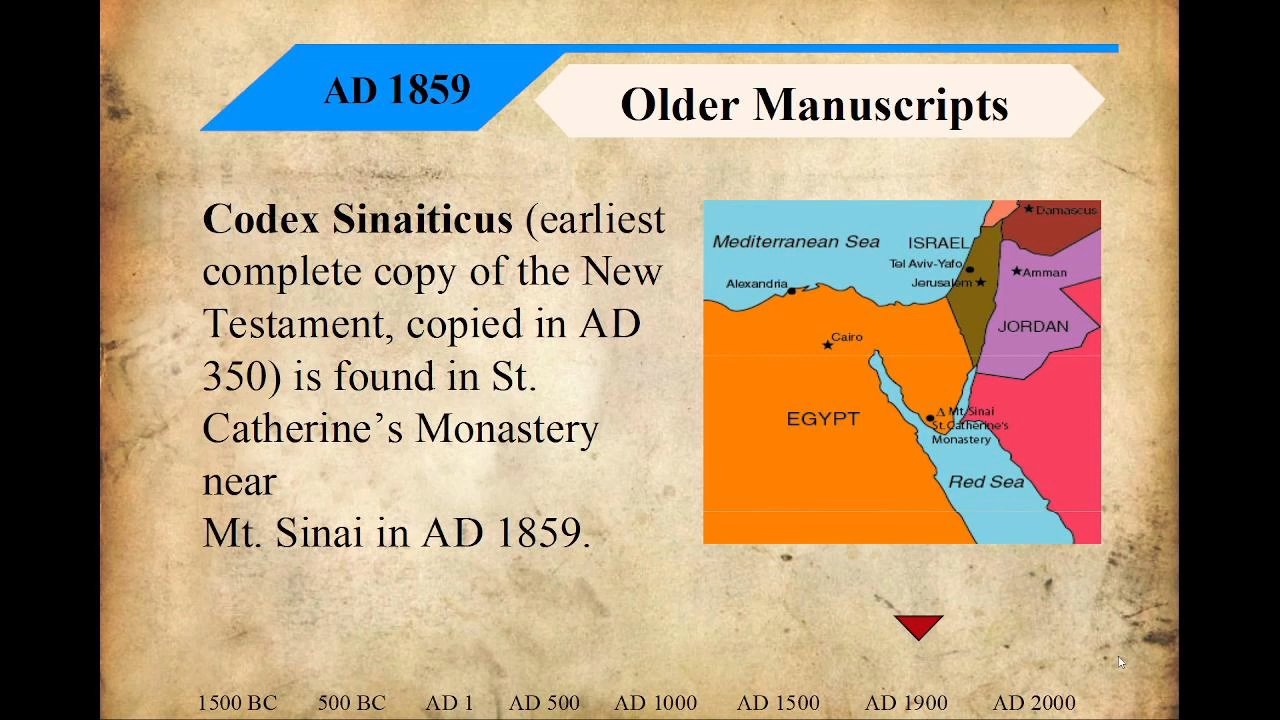 AD 1859
Older Manuscripts
Codex Sinaiticus (earliest
complete copy of the New
Testament, copied in AD
350) is found in St.
Catherine’s Monastery
near
Mt. Sinai in AD 1859.
Damascus
Mediterranean Sea
ISRAEL
Tel Aviv-Yafo
Amman
Alexandria
Jerusalem
JORDAN
Cairo
EGYPT
Δ Mt. Sinai
St. Catherine's
Monastery
Red Sea
1500 BC 500 BC AD 1 AD 500 AD 1000 AD 1500 AD 1900 AD 2000